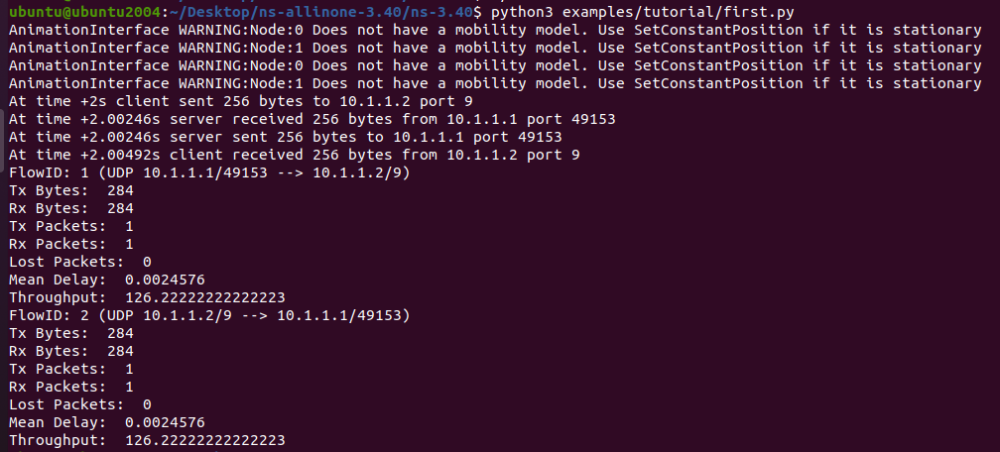 ubuntu@ubuntu2004:~/Desktop/ns-allinone-3.40/ns-3.40$ python3 examples/tutorial/first.py
AnimationInterface WARNING:Node:0 Does not have a mobility model. Use SetConstantPosition if it is stationary
AnimationInterface WARNING:Node:1 Does not have a mobility model. Use SetConstantPosition if it is stationary
AnimationInterface WARNING:Node:0 Does not have a mobility model. Use SetConstantPosition if it is stationary
AnimationInterface WARNING:Node:1 Does not have a mobility model. Use SetConstantPosition if it is stationary
At time +2s client sent 256 bytes to 10.1.1.2 port 9
At time +2.00246s server received 256 bytes from 10.1.1.1 port 49153
At time +2.00246s server sent 256 bytes to 10.1.1.1 port 49153
At time +2.00492s client received 256 bytes from 10.1.1.2 port 9
FlowID: 1 (UDP 10.1.1.1/49153 --> 10.1.1.2/9)
Tx Bytes:  284
Rx Bytes:  284
Tx Packets:  1
Rx Packets:  1
Lost Packets:  0
Mean Delay:  0.0024576
Throughput:  126.22222222222223
FlowID: 2 (UDP 10.1.1.2/9 --> 10.1.1.1/49153)
Tx Bytes:  284
Rx Bytes:  284
Tx Packets:  1
Rx Packets:  1
Lost Packets:  0
Mean Delay:  0.0024576
Throughput:  126.22222222222223